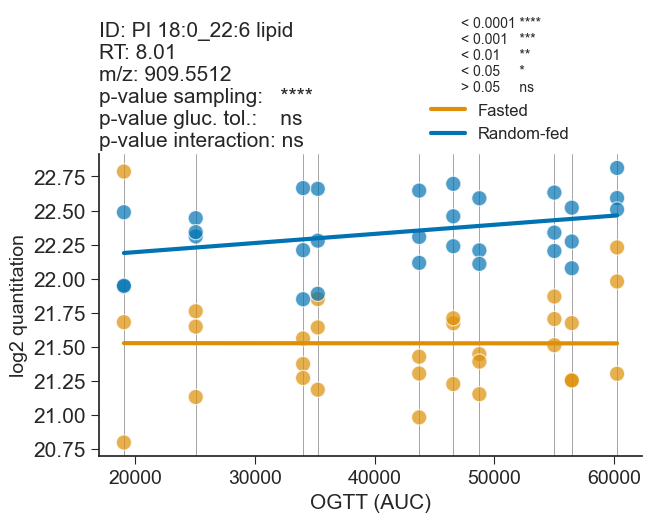 ID: PI 18:0_22:6 lipid
RT: 8.01
m/z: 909.5512
p-value sampling: ****
p-value gluc. tol.: ns
p-value interaction: ns
< 0.0001 ****
< 0.001 ***
< 0.01 **
< 0.05 *
> 0.05 ns
Fasted
Random-fed
log2 quantitation
22.75
22.50
22.25
22.00
21.75
21.50
21.25
21.00
20.75
20000 30000 40000 50000 60000
OGTT (AUC)